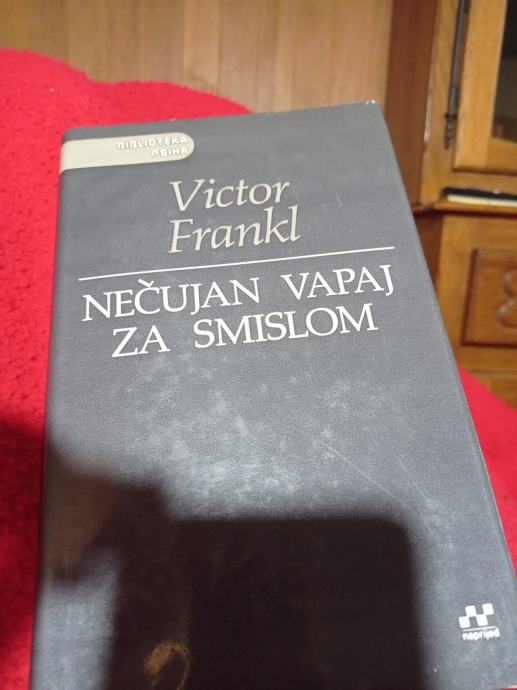 BIBLIOTEKA
PSIHA
Victor
Frankl
NEČUJAN VAPAJ
ZA SMISLOM
naprijed